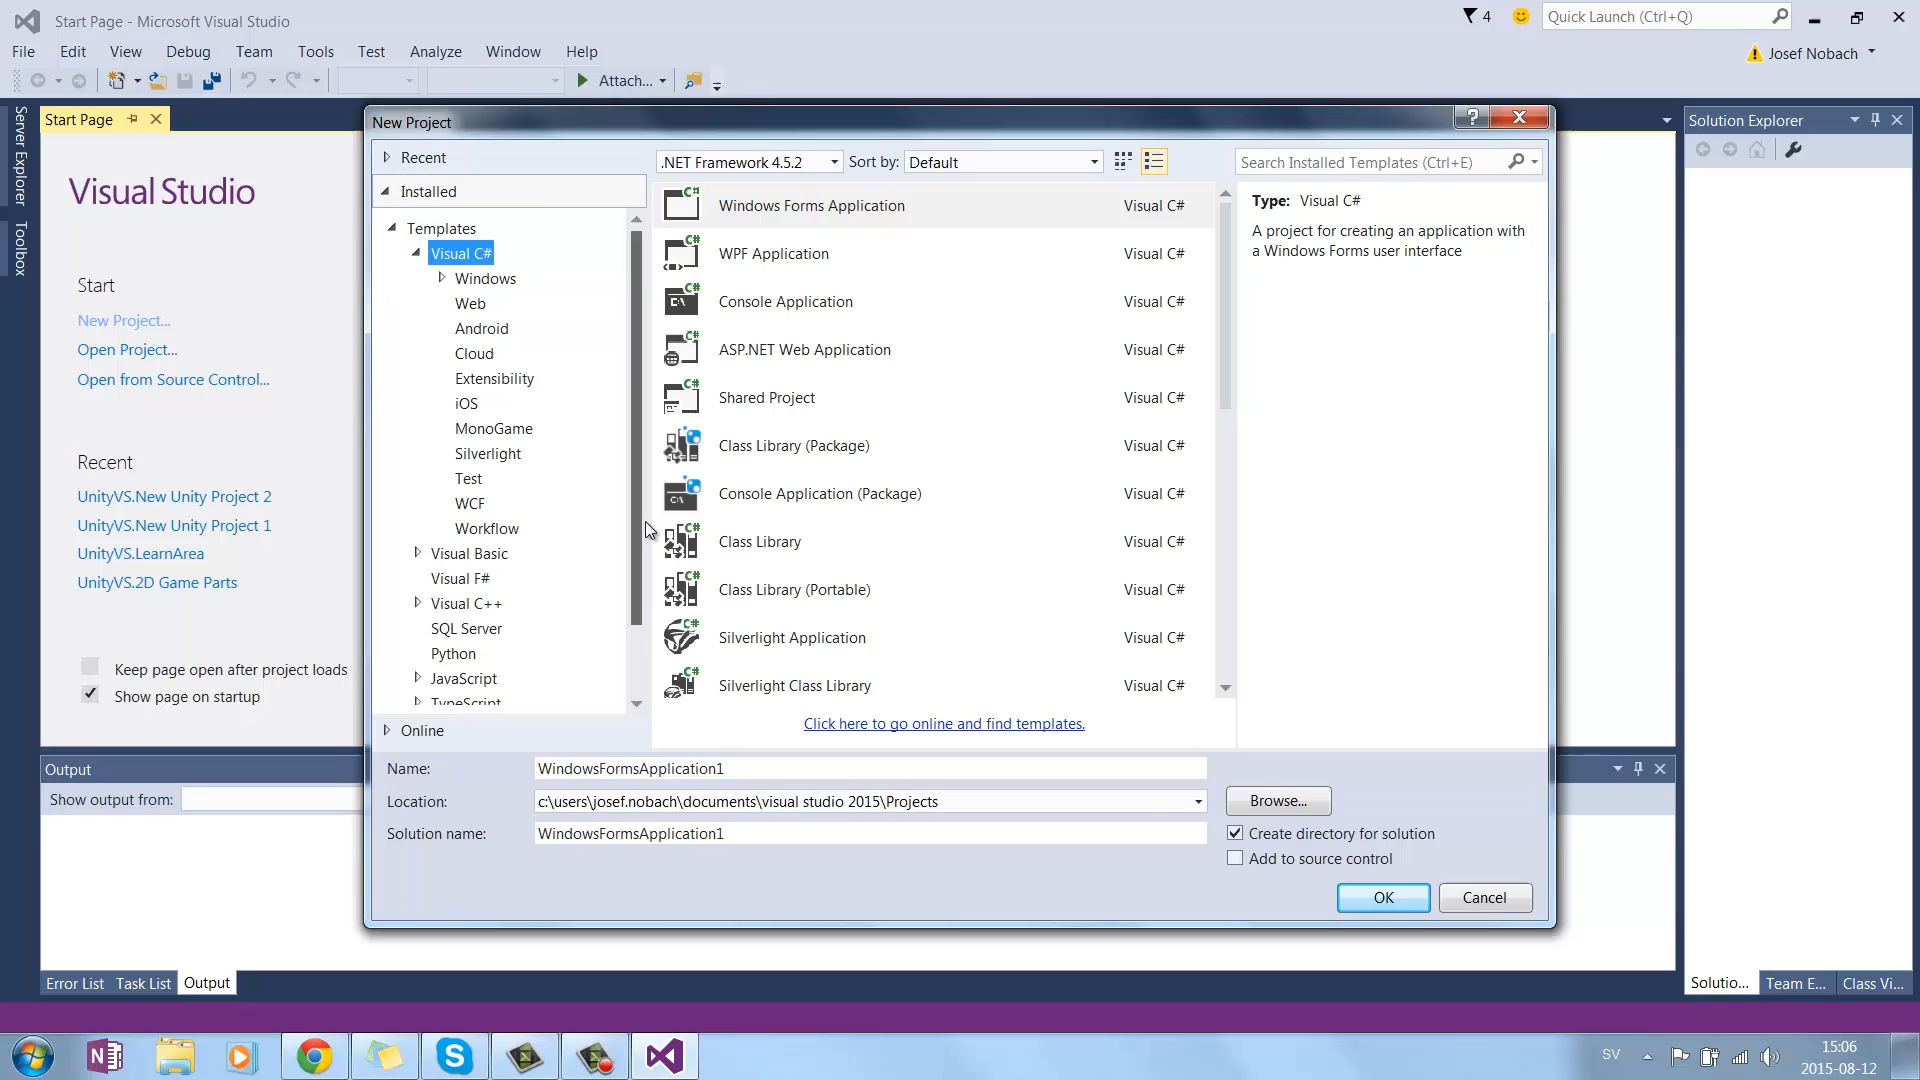 Start Page - Microsoft Visual Studio
4
Quick Launch (Ctrl+Q)
File Edit View Debug Team Tools Test Analyze Window Help
Josef Nobach
Attach...
Server Explorer
Toolbox
Start Page
Visual Studio
Start
New Project...
Open Project...
Open from Source Control...
Recent
UnityVS.New Unity Project 2
UnityVS.New Unity Project 1
UnityVS.LearnArea
UnityVS.2D Game Parts
Keep page open after project loads
Show page on startup
New Project
?
Recent
Installed
Templates
Visual C#
Windows
Web
Android
Cloud
Extensibility
iOS
MonoGame
Silverlight
Test
WCF
Workflow
Visual Basic
Visual F#
Visual C++
SQL Server
Python
JavaScript
TypeScript
Online
.NET Framework 4.5.2
Sort by: Default
Search Installed Templates (Ctrl+E)
Windows Forms Application Visual C#
WPF Application Visual C#
Console Application Visual C#
ASP.NET Web Application Visual C#
Shared Project Visual C#
Class Library (Package) Visual C#
Console Application (Package) Visual C#
Class Library Visual C#
Class Library (Portable) Visual C#
Silverlight Application Visual C#
Silverlight Class Library Visual C#
Click here to go online and find templates.
Type: Visual C#
A project for creating an application with
a Windows Forms user interface
Name: WindowsFormsApplication1
Location: c:\users\josef.nobach\documents\visual studio 2015\Projects
Browse...
Solution name: WindowsFormsApplication1
Create directory for solution
Add to source control
OK Cancel
Solution Explorer
Output
Show output from:
Error List Task List Output
Solutio... Team E... Class Vi...
SV
15:06
2015-08-12